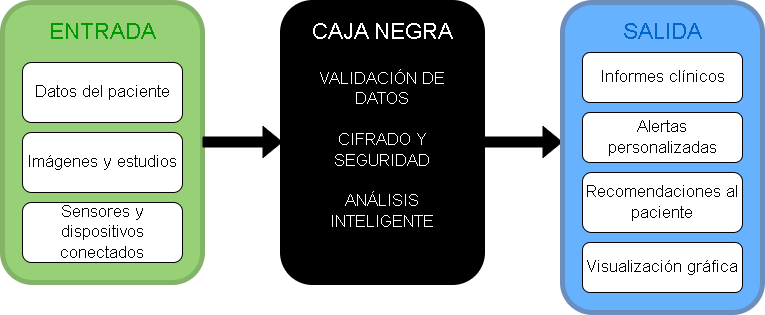 ENTRADA
Datos del paciente
Imágenes y estudios
Sensores y
dispositivos
conectados
CAJA NEGRA
VALIDACIÓN DE
DATOS
CIFRADO Y
SEGURIDAD
ANÁLISIS
INTELIGENTE
SALIDA
Informes clínicos
Alertas
personalizadas
Recomendaciones al
paciente
Visualización gráfica